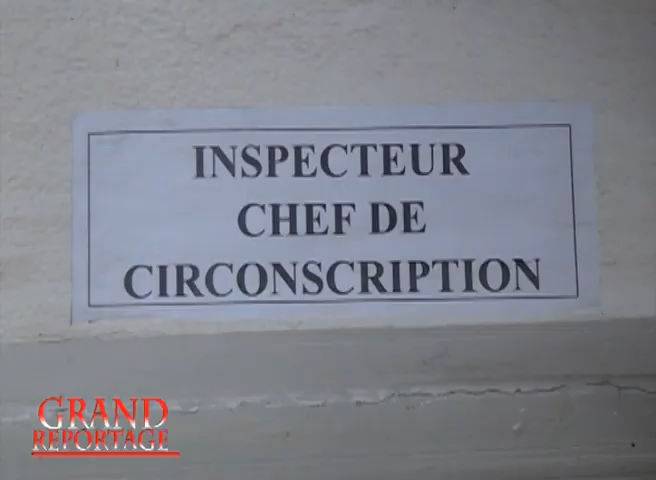 INSPECTEUR
CHEF DE
CIRCONSCRIPTION
GRAND
REPORTAGE